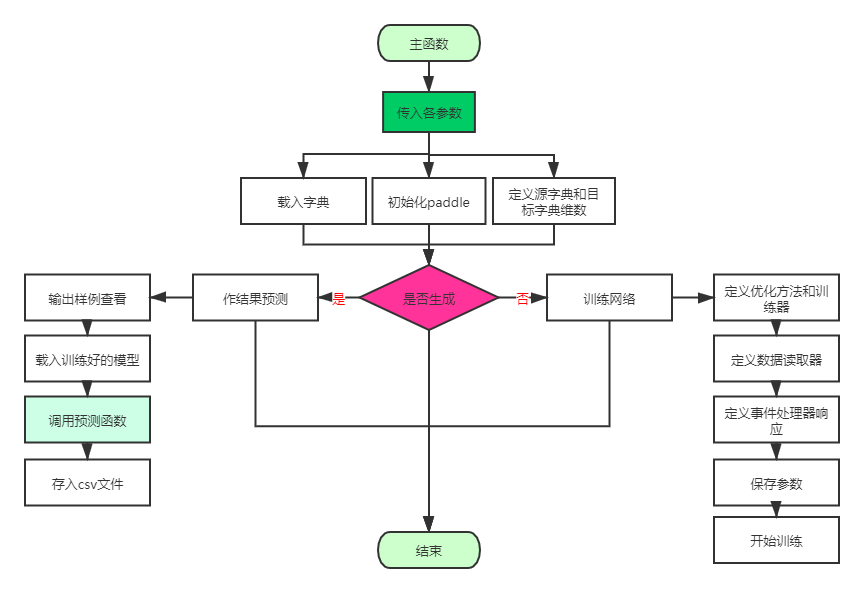 主函数
传入各参数
载入字典
初始化paddle
定义源字典和目
标字典维数
输出样例查看
作结果预测
是
是否生成
否
训练网络
定义优化方法和训
练器
载入训练好的模型
定义数据读取器
调用预测函数
定义事件处理器响
应
存入csv文件
保存参数
开始训练
结束